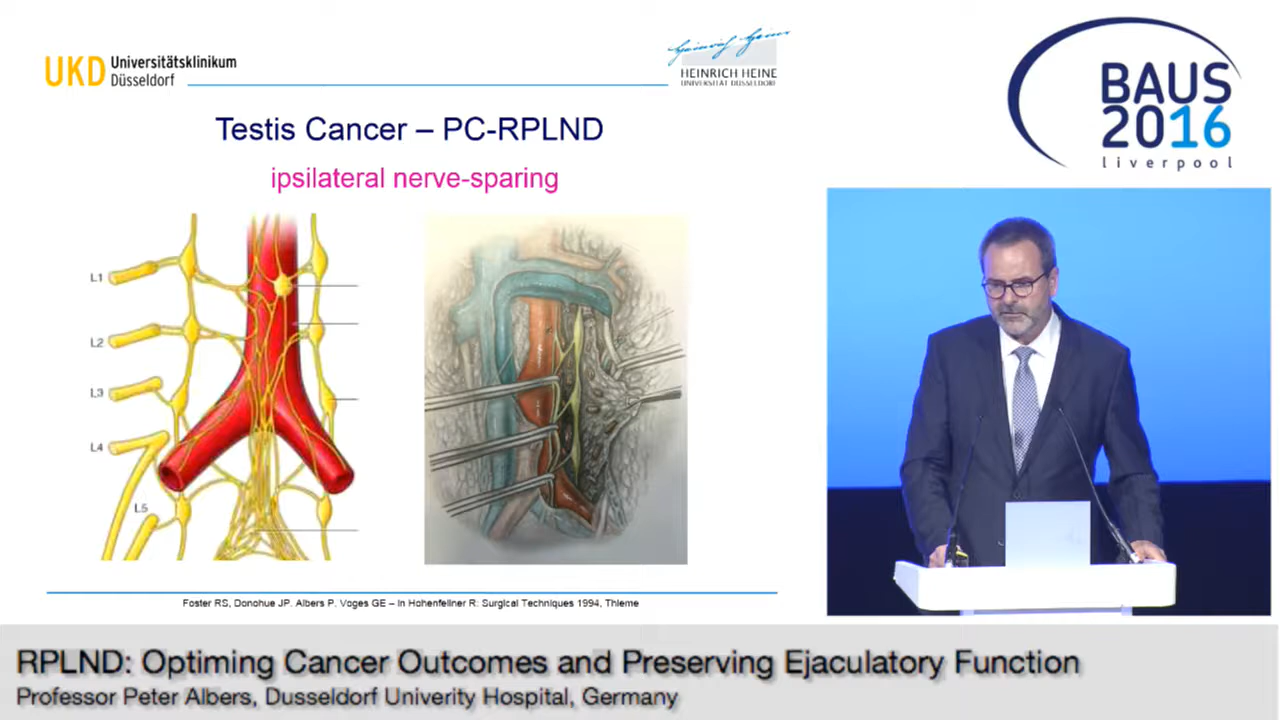 UKD Universitätsklinikum
Düsseldorf
HEINRICH HEINE
UNIVERSITÄT DÜSSELDORF
BAUS
2016
liverpool
Testis Cancer – PC-RPLND
ipsilateral nerve-sparing
L1
L2
L3
L4
L5
Foster RS, Donohue JP, Albers P, Voges GE – in Hohenfellner R: Surgical Techniques 1994, Thieme
RPLND: Optiming Cancer Outcomes and Preserving Ejaculatory Function
Professor Peter Albers, Dusseldorf Univerity Hospital, Germany